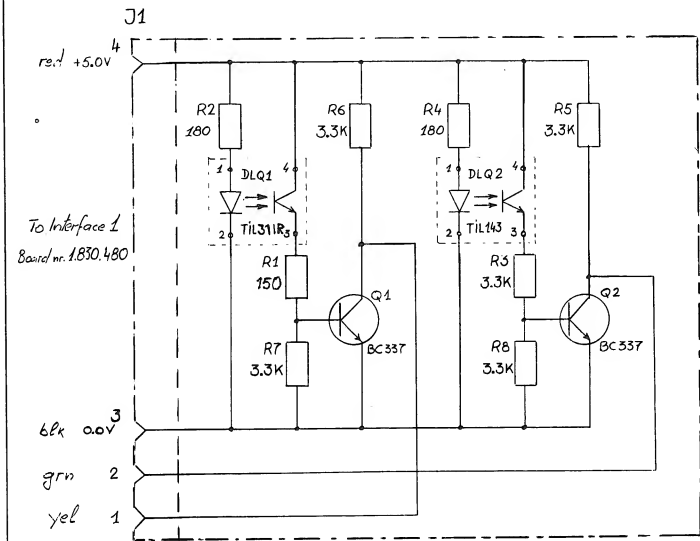 J1
4
red +5.0V
R2
180
R6
3.3K
R4
180
R5
3.3K
1
DLQ1
4
1
DLQ2
4
2
3
2
TIL143
3
To Interface 1
Board nr. 1.830.480
R1
150
R3
3.3K
Q1
Q2
BC337
BC337
R7
3.3K
R8
3.3K
3
blk 0.0V
grn 2
yel 1